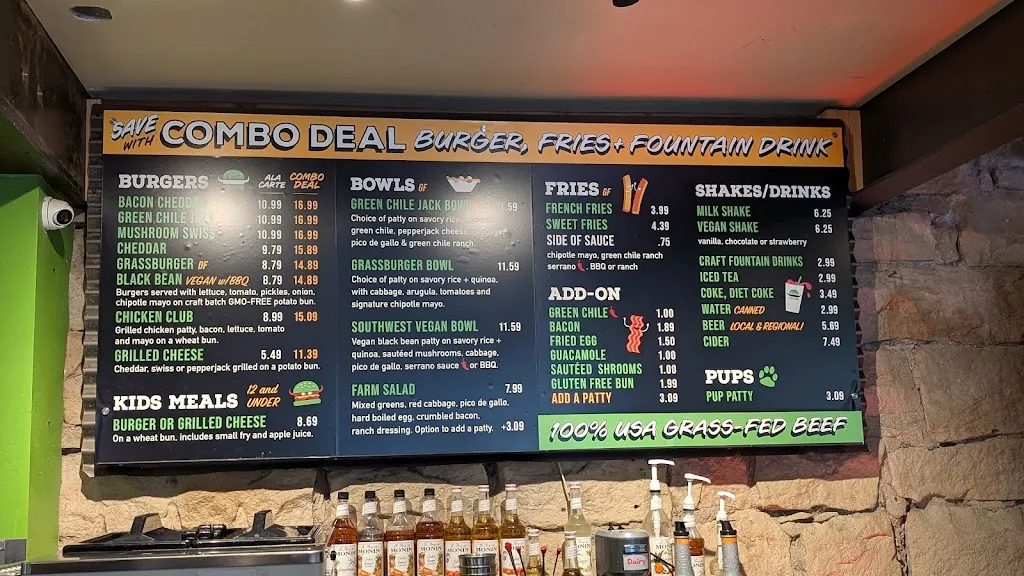 SAVE WITH COMBO DEAL BURGER, FRIES + FOUNTAIN DRINK
BURGERS ALA CARTE COMBO DEAL
BACON CHEDDAR 10.99 16.99
GREEN CHILE JACK 10.99 16.99
MUSHROOM SWISS 10.99 16.99
CHEDDAR 9.79 15.89
GRASSBURGER DF 8.79 14.89
BLACK BEAN VEGAN w/BBQ 8.79 14.89
Burgers served with lettuce, tomato, pickles, onion,
chipotle mayo on craft batch GMO-FREE potato bun.
CHICKEN CLUB 8.99 15.09
Grilled chicken patty, bacon, lettuce, tomato
and mayo on a wheat bun.
GRILLED CHEESE 5.49 11.39
Cheddar, swiss or pepperjack grilled on a potato bun.
KIDS MEALS 12 and UNDER
BURGER OR GRILLED CHEESE 8.69
On a wheat bun. includes small fry and apple juice.
BOWLS GF
GREEN CHILE JACK BOWL 11.59
Choice of patty on savory rice + quinoa,
green chile, pepperjack cheese, cabbage,
pico de gallo & green chile ranch.
GRASSBURGER BOWL 11.59
Choice of patty on savory rice + quinoa,
with cabbage, arugula, tomatoes and
signature chipotle mayo.
SOUTHWEST VEGAN BOWL 11.59
Vegan black bean patty on savory rice +
quinoa, sautéed mushrooms, cabbage,
pico de gallo, serrano sauce or BBQ.
FARM SALAD 7.99
Mixed greens, red cabbage, pico de gallo,
hard boiled egg, crumbled bacon,
ranch dressing. Option to add a patty. +3.09
FRIES GF
FRENCH FRIES 3.99
SWEET FRIES 4.39
SIDE OF SAUCE .75
chipotle mayo, green chile ranch
serrano, BBQ or ranch
ADD-ON
GREEN CHILE 1.00
BACON 1.89
FRIED EGG 1.50
GUACAMOLE 1.00
SAUTÉED SHROOMS 1.00
GLUTEN FREE BUN 1.99
ADD A PATTY 3.09
SHAKES/DRINKS
MILK SHAKE 6.25
VEGAN SHAKE 6.25
vanilla, chocolate or strawberry
CRAFT FOUNTAIN DRINKS 2.99
ICED TEA 2.99
COKE, DIET COKE 3.49
WATER CANNED 2.99
BEER LOCAL & REGIONAL! 5.69
CIDER 7.49
PUPS
PUP PATTY 3.09
100% USA GRASS-FED BEEF
MONIN
MONIN
MONIN
MONIN
MONIN
MONIN
Dairy